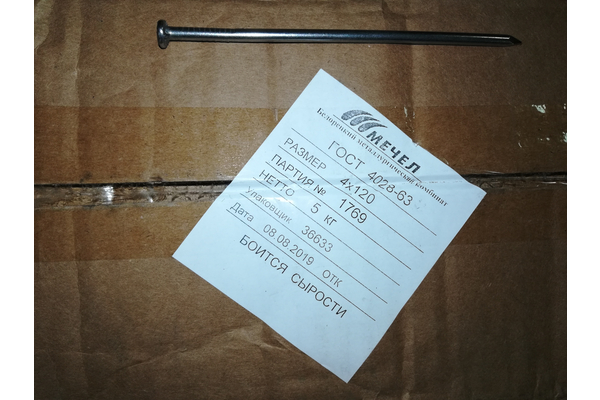 МЕЧЕЛ
Белорецкий металлургический комбинат
ГОСТ 4028-63
РАЗМЕР 4х120
ПАРТИЯ № 1769
НЕТТО 5 кг
Упаковщик 36633
Дата 08.08.2019 ОТК
БОИТСЯ СЫРОСТИ